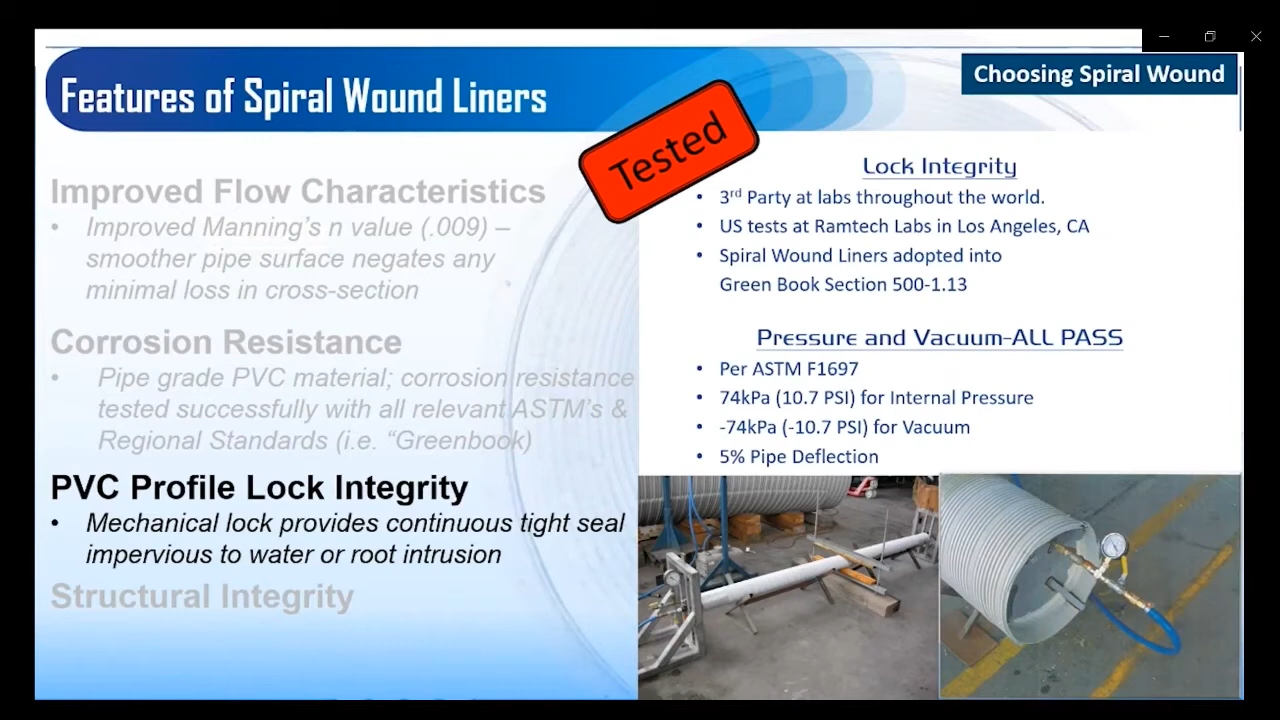 Choosing Spiral Wound
Features of Spiral Wound Liners
Tested
Improved Flow Characteristics
• Improved Manning's n value (.009) –
smoother pipe surface negates any
minimal loss in cross-section
Corrosion Resistance
• Pipe grade PVC material; corrosion resistance
tested successfully with all relevant ASTM's &
Regional Standards (i.e. "Greenbook)
PVC Profile Lock Integrity
• Mechanical lock provides continuous tight seal
impervious to water or root intrusion
Structural Integrity
Lock Integrity
• 3rd Party at labs throughout the world.
• US tests at Ramtech Labs in Los Angeles, CA
• Spiral Wound Liners adopted into
Green Book Section 500-1.13
Pressure and Vacuum-ALL PASS
• Per ASTM F1697
• 74kPa (10.7 PSI) for Internal Pressure
• -74kPa (-10.7 PSI) for Vacuum
• 5% Pipe Deflection